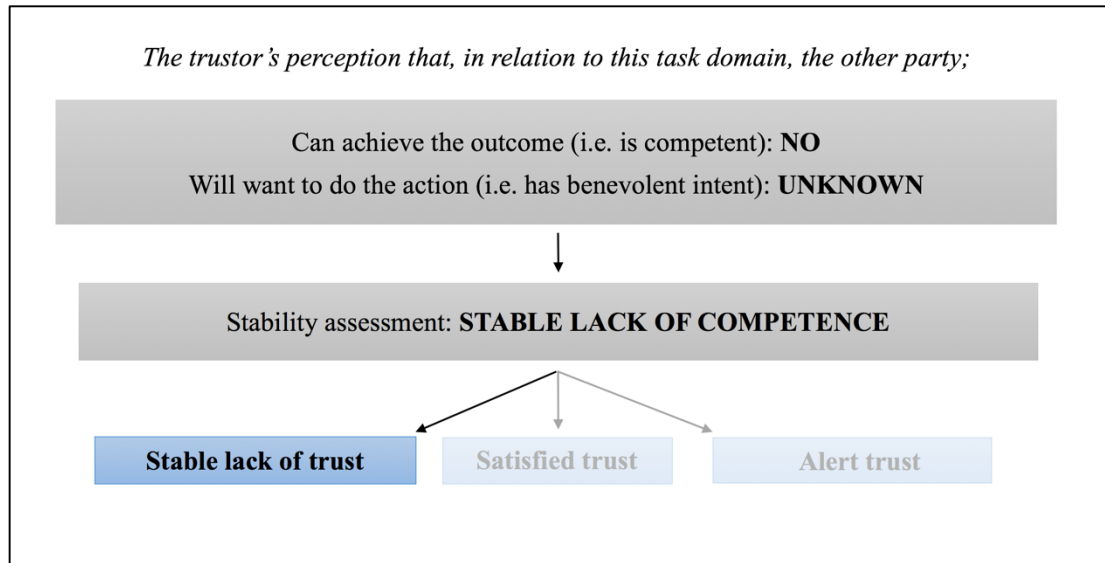 The trustor’s perception that, in relation to this task domain, the other party;
Can achieve the outcome (i.e. is competent): NO
Will want to do the action (i.e. has benevolent intent): UNKNOWN
Stability assessment: STABLE LACK OF COMPETENCE
Stable lack of trust
Satisfied trust
Alert trust